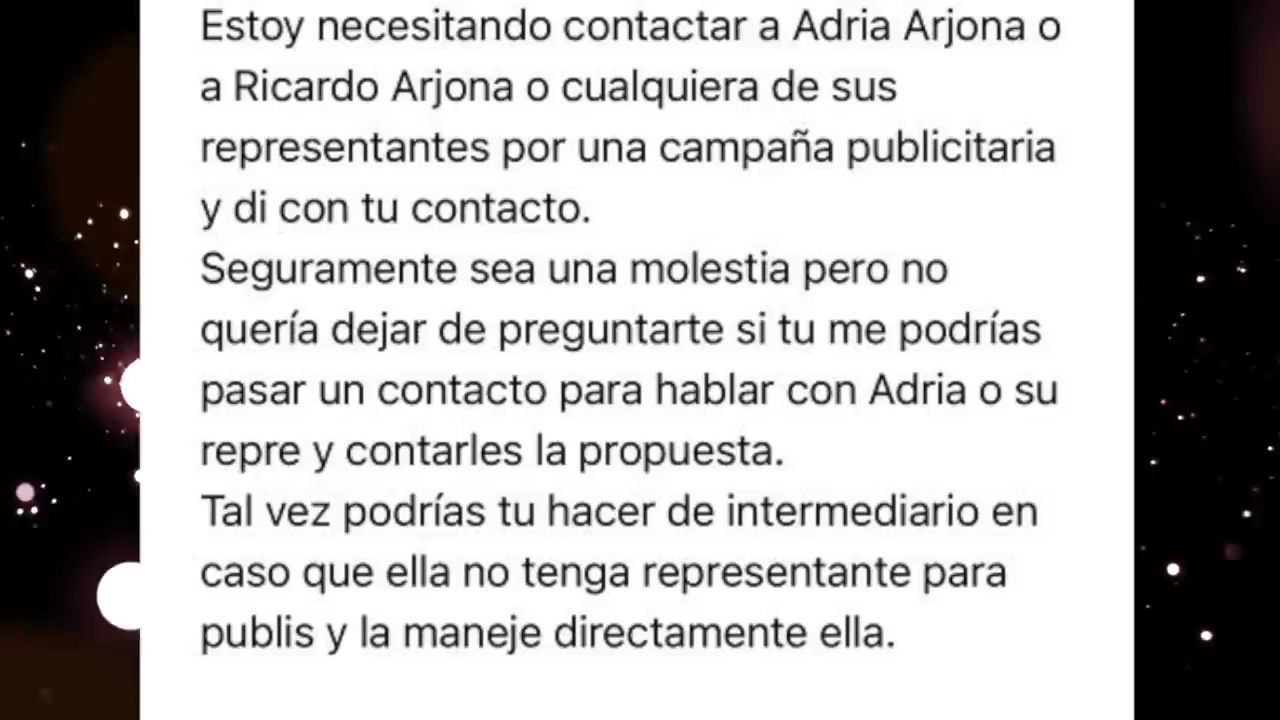 Estoy necesitando contactar a Adria Arjona o
a Ricardo Arjona o cualquiera de sus
representantes por una campaña publicitaria
y di con tu contacto.
Seguramente sea una molestia pero no
quería dejar de preguntarte si tu me podrías
pasar un contacto para hablar con Adria o su
repre y contarles la propuesta.
Tal vez podrías tu hacer de intermediario en
caso que ella no tenga representante para
publis y la maneje directamente ella.